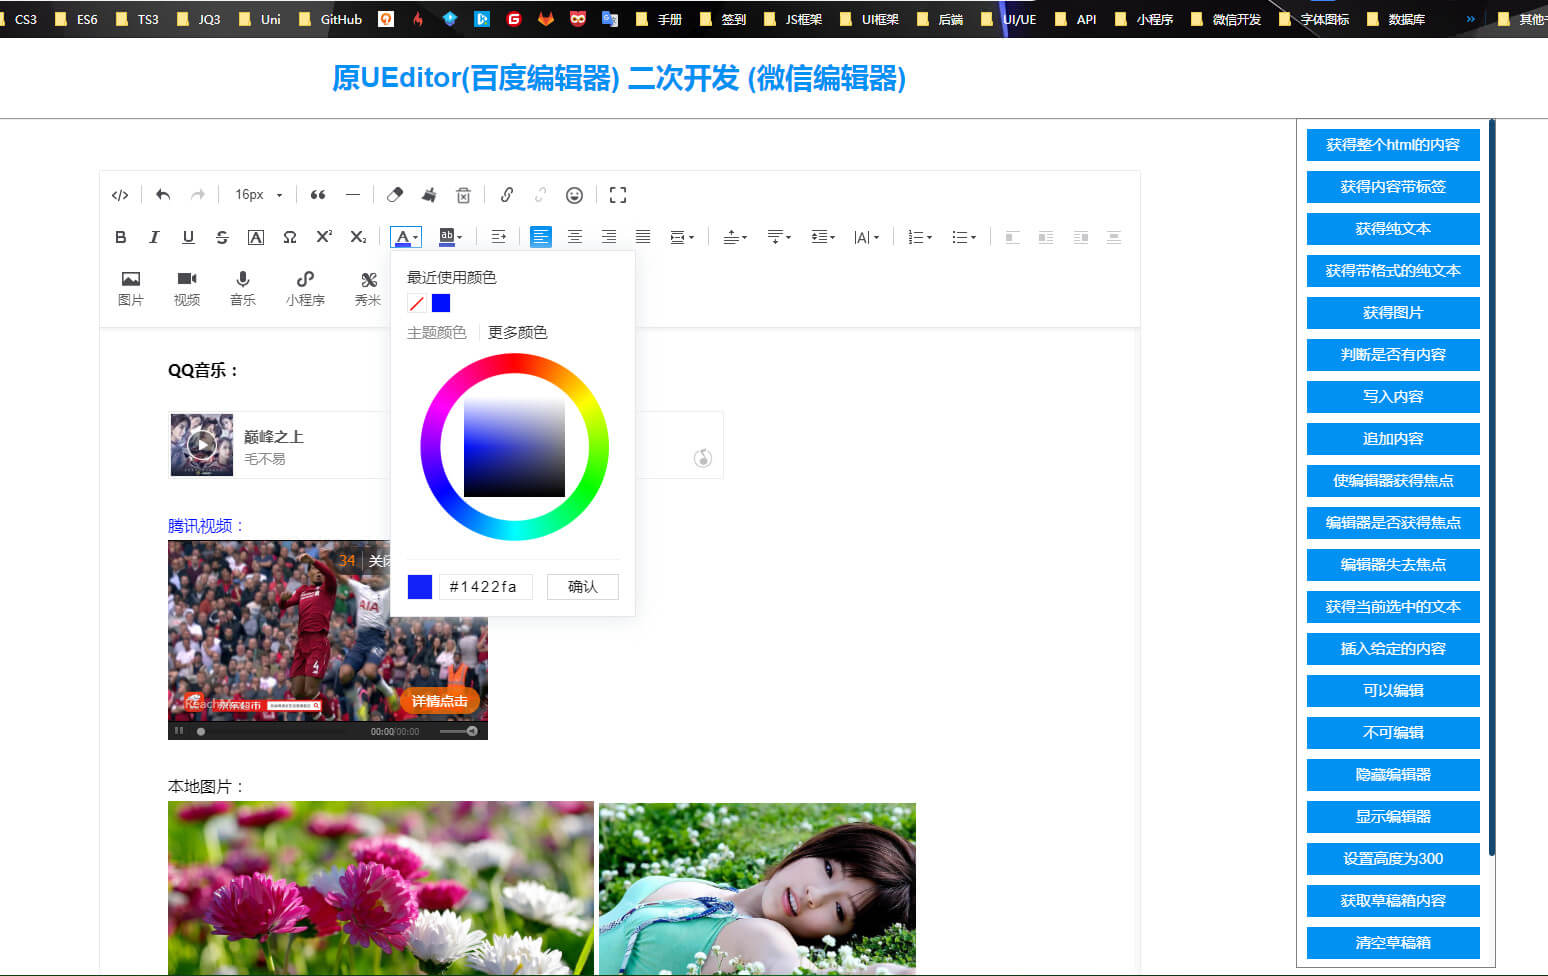 CS3 ES6 TS3 JQ3 Uni GitHub 手册 签到 JS框架 UI框架 后端 UI/UE API 小程序 微信开发 字体图标 数据库 » 其他
原UEditor(百度编辑器) 二次开发 (微信编辑器)
16px
图片 视频 音乐 小程序 秀米
最近使用颜色
主题颜色 更多颜色
#1422fa 确认
QQ音乐：
巅峰之上
毛不易
腾讯视频：
34 关闭
AIA
4
京东超市
详情点击
00:00/00:00
本地图片：
获得整个html的内容
获得内容带标签
获得纯文本
获得带格式的纯文本
获得图片
判断是否有内容
写入内容
追加内容
使编辑器获得焦点
编辑器是否获得焦点
编辑器失去焦点
获得当前选中的文本
插入给定的内容
可以编辑
不可编辑
隐藏编辑器
显示编辑器
设置高度为300
获取草稿箱内容
清空草稿箱